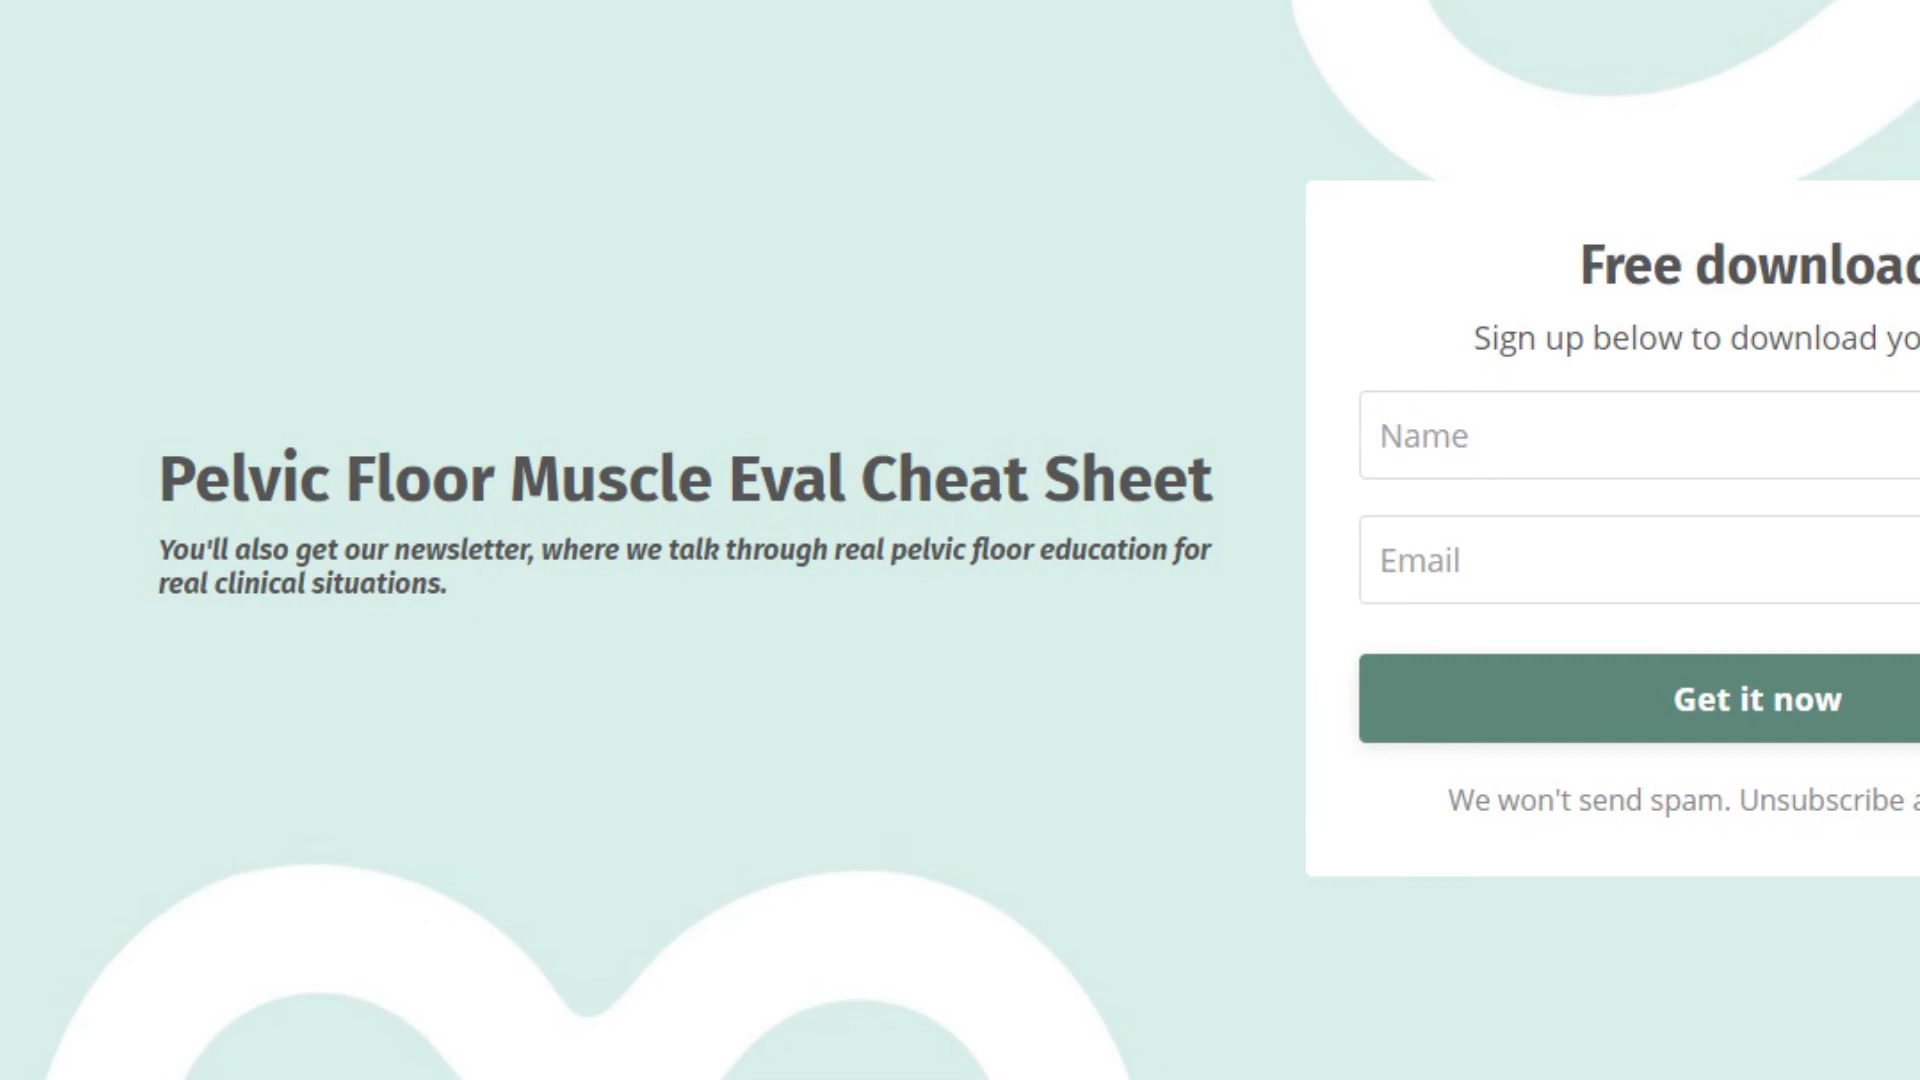 Pelvic Floor Muscle Eval Cheat Sheet
You'll also get our newsletter, where we talk through real pelvic floor education for
real clinical situations.
Free download
Sign up below to download
Name
Email
Get it now
We won't send spam. Unsubscribe